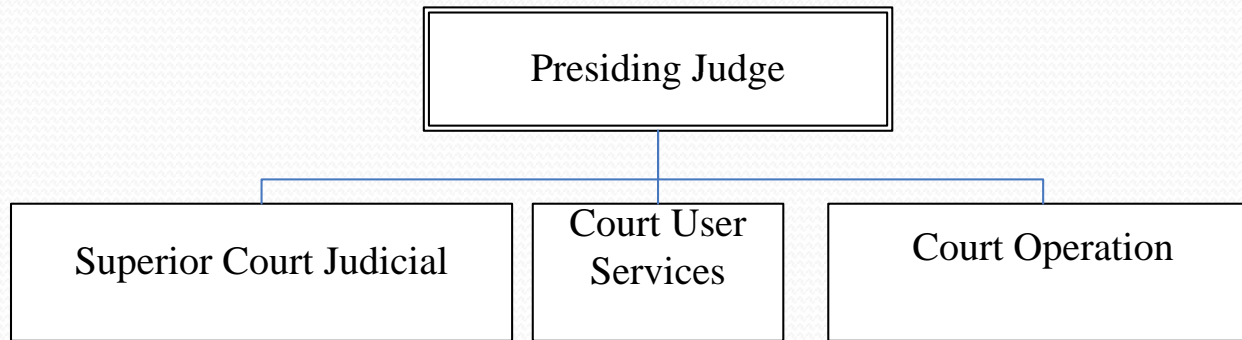 Presiding Judge
Superior Court Judicial
Court User
Services
Court Operation